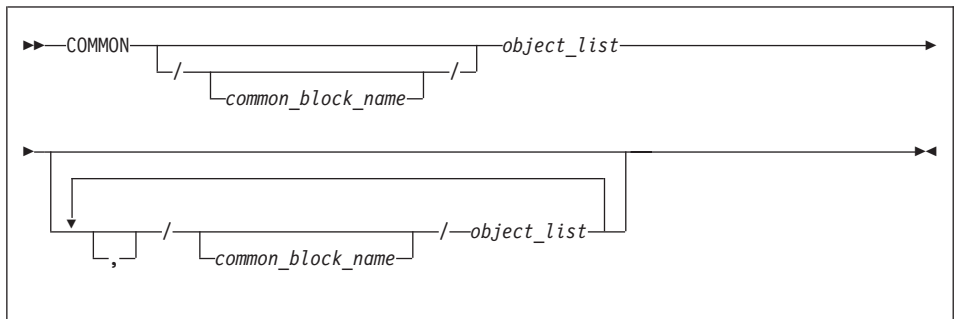 COMMON / common_block_name / object_list
, / common_block_name / object_list